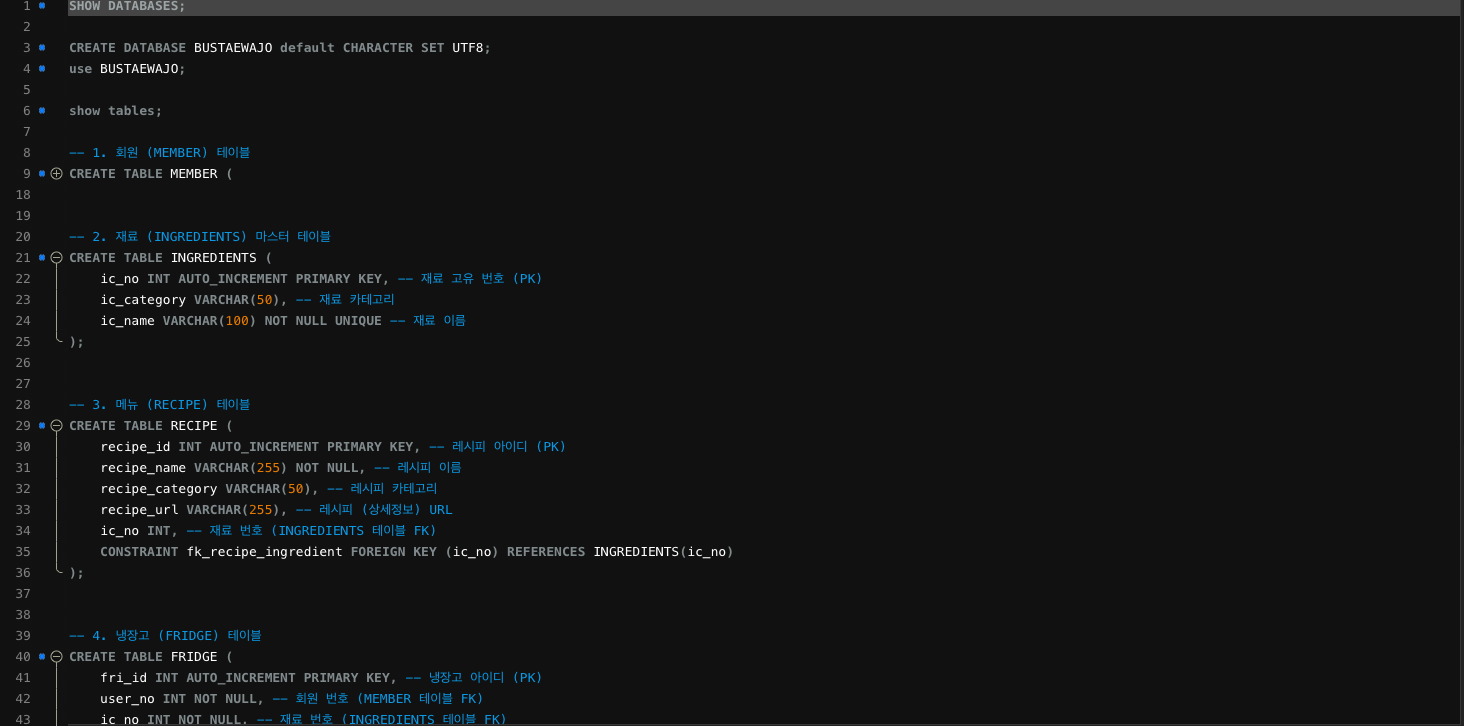 1 SHOW DATABASES;
2
3 CREATE DATABASE BUSTAEWAJO default CHARACTER SET UTF8;
4 use BUSTAEWAJO;
5
6 show tables;
7
8 -- 1. 회원 (MEMBER) 테이블
9 CREATE TABLE MEMBER (
18
19
20 -- 2. 재료 (INGREDIENTS) 마스터 테이블
21 CREATE TABLE INGREDIENTS (
22 ic_no INT AUTO_INCREMENT PRIMARY KEY, -- 재료 고유 번호 (PK)
23 ic_category VARCHAR(50), -- 재료 카테고리
24 ic_name VARCHAR(100) NOT NULL UNIQUE -- 재료 이름
25 );
26
27
28 -- 3. 메뉴 (RECIPE) 테이블
29 CREATE TABLE RECIPE (
30 recipe_id INT AUTO_INCREMENT PRIMARY KEY, -- 레시피 아이디 (PK)
31 recipe_name VARCHAR(255) NOT NULL, -- 레시피 이름
32 recipe_category VARCHAR(50), -- 레시피 카테고리
33 recipe_url VARCHAR(255), -- 레시피 (상세정보) URL
34 ic_no INT, -- 재료 번호 (INGREDIENTS 테이블 FK)
35 CONSTRAINT fk_recipe_ingredient FOREIGN KEY (ic_no) REFERENCES INGREDIENTS(ic_no)
36 );
37
38
39 -- 4. 냉장고 (FRIDGE) 테이블
40 CREATE TABLE FRIDGE (
41 fri_id INT AUTO_INCREMENT PRIMARY KEY, -- 냉장고 아이디 (PK)
42 user_no INT NOT NULL, -- 회원 번호 (MEMBER 테이블 FK)
43 ic_no INT NOT NULL, -- 재료 번호 (INGREDIENTS 테이블 FK)